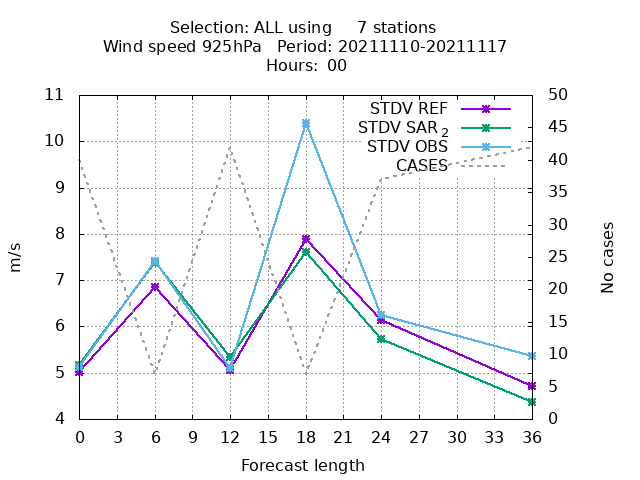 Selection: ALL using 7 stations
Wind speed 925hPa Period: 20211110-20211117
Hours: 00
STDV REF
STDV SAR 2
STDV OBS
CASES
11
10
9
8
7
6
5
4
50
45
40
35
30
25
20
15
10
5
0
m/s
No cases
0 3 6 9 12 15 18 21 24 27 30 33 36
Forecast length